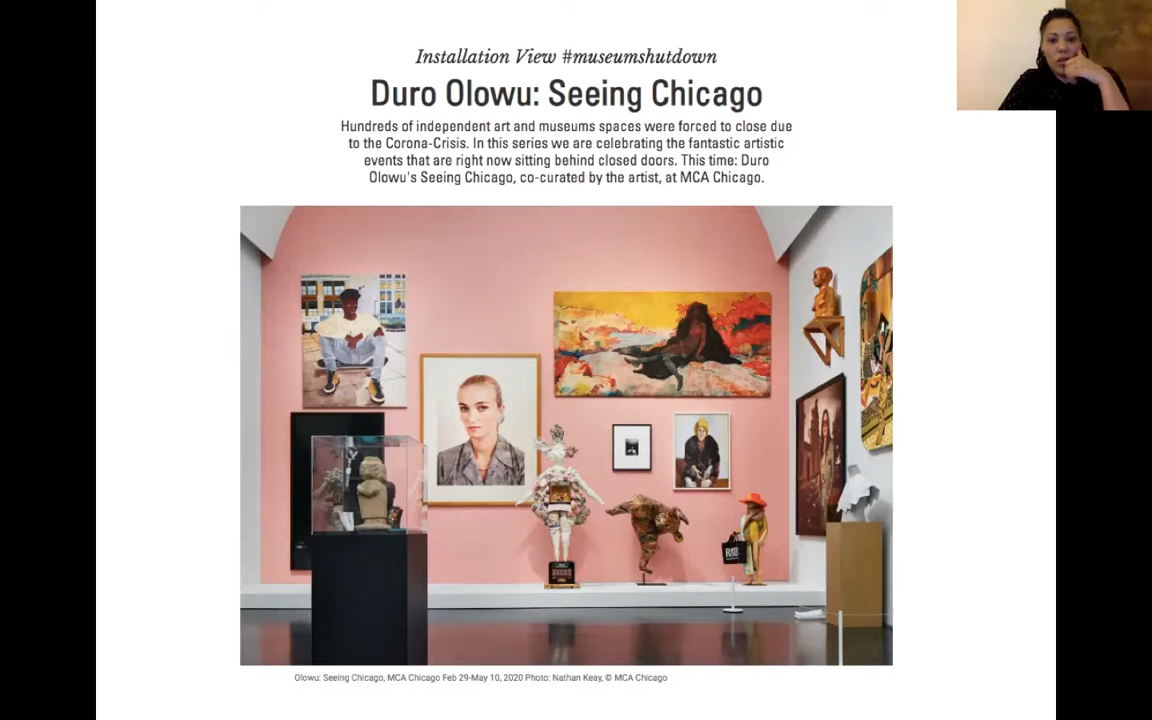 Installation View #museumshutdown
Duro Olowu: Seeing Chicago
Hundreds of independent art and museums spaces were forced to close due
to the Corona-Crisis. In this series we are celebrating the fantastic artistic
events that are right now sitting behind closed doors. This time: Duro
Olowu's Seeing Chicago, co-curated by the artist, at MCA Chicago.
Olowu: Seeing Chicago, MCA Chicago Feb 29-May 10, 2020 Photo: Nathan Keay, © MCA Chicago